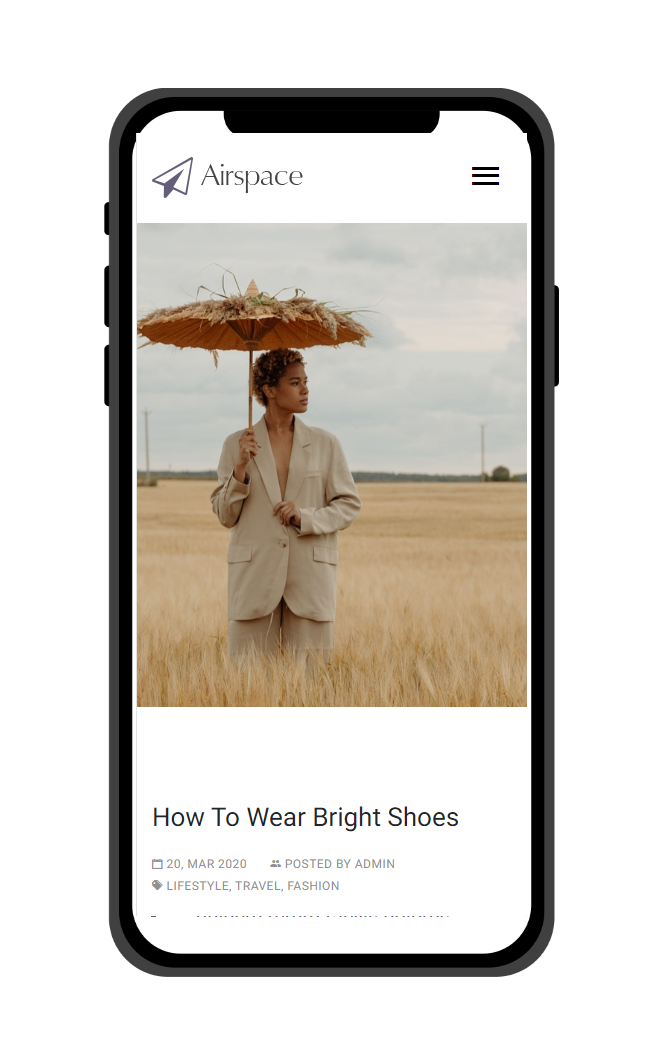 Airspace
How To Wear Bright Shoes
20, MAR 2020 POSTED BY ADMIN
LIFESTYLE, TRAVEL, FASHION